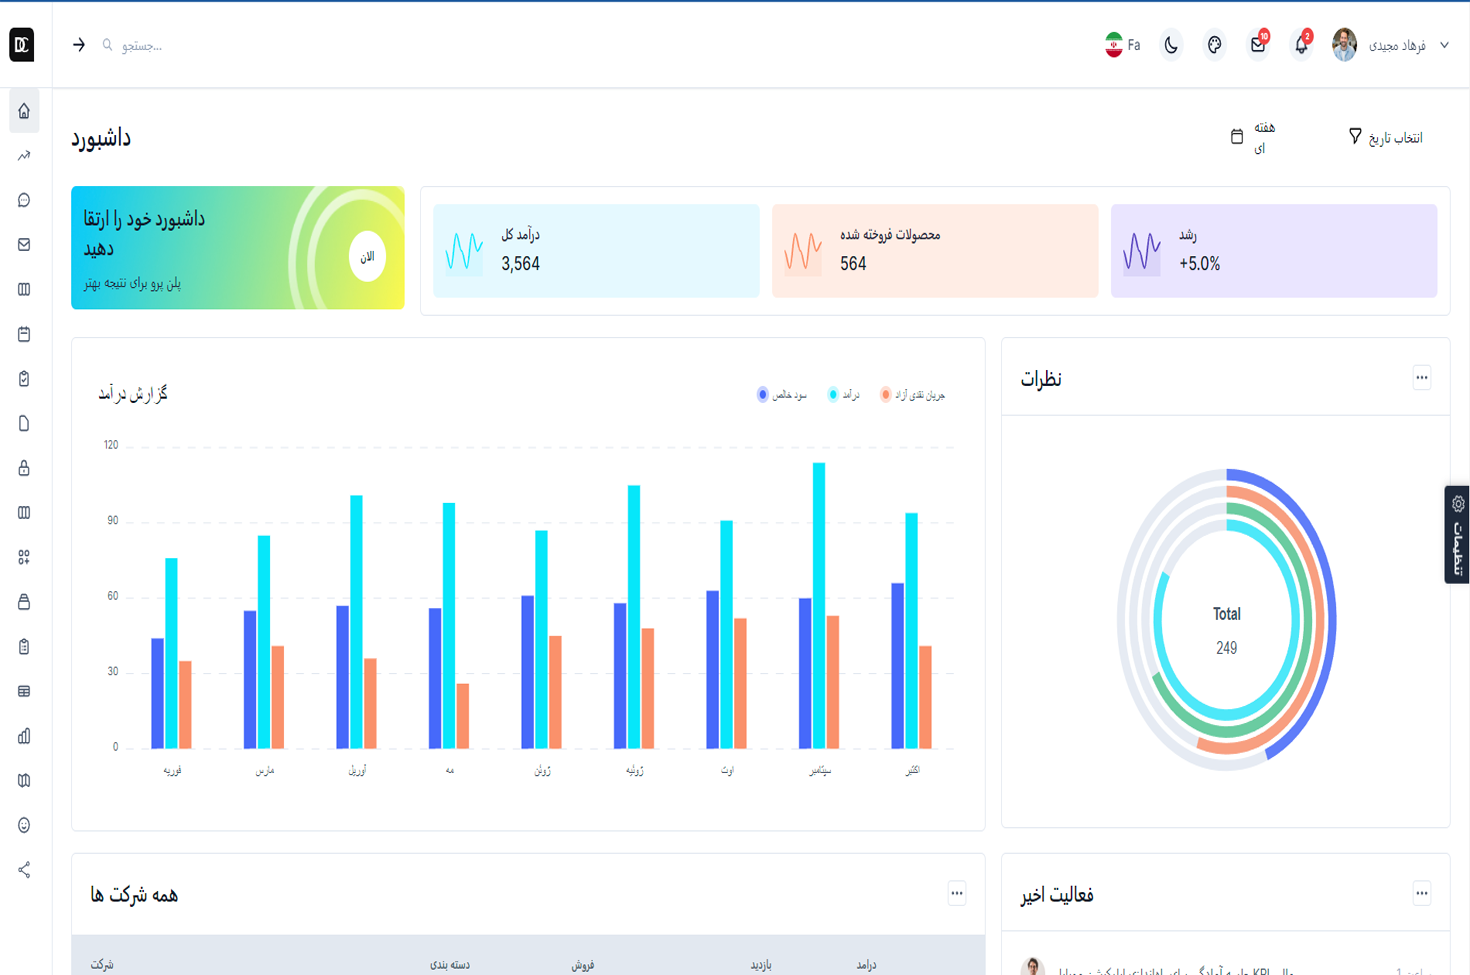 DC
جستجو...
Fa
10
2
فرهاد مجیدی
داشبورد
هفته
ای
انتخاب تاریخ
داشبورد خود را ارتقا
دهید
پلن پرو برای نتیجه بهتر
الان
درآمد کل
3,564
محصولات فروخته شده
564
رشد
+5.0%
گزارش درآمد
سود خالص
درآمد
جریان نقدی آزاد
120
90
60
30
0
فوریه
مارس
آوریل
مه
ژوئن
ژوئیه
اوت
سپتامبر
اکتبر
نظرات
Total
249
تنظیمات
همه شرکت ها
شرکت
دسته بندی
فروش
بازدید
درامد
فعالیت اخیر